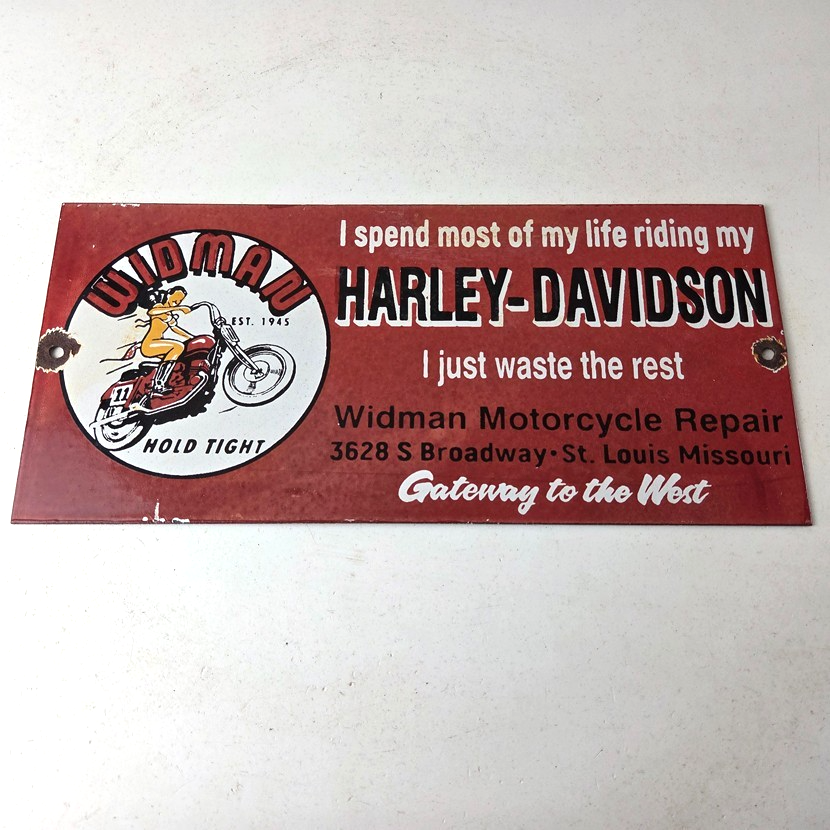 WIDMAN
EST. 1945
11
HOLD TIGHT
I spend most of my life riding my
HARLEY-DAVIDSON
I just waste the rest
Widman Motorcycle Repair
3628 S Broadway·St. Louis Missouri
Gateway to the West